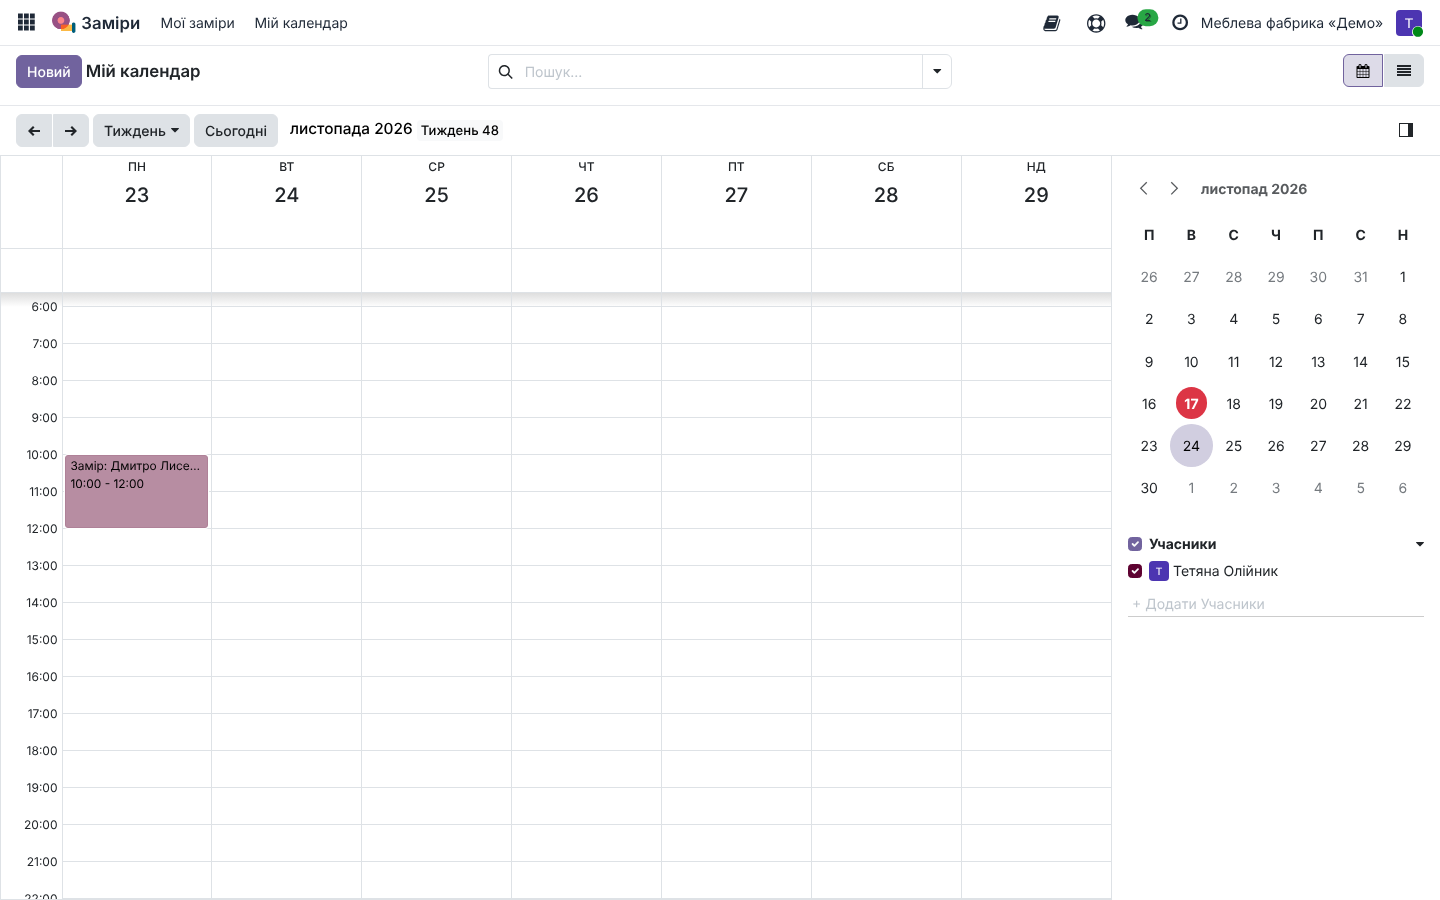 Заміри Мої заміри Мій календар 2 Меблева фабрика «Демо» Т
Новий Мій календар Пошук...
Тиждень Сьогодні листопада 2026 Тиждень 48
ПН ВТ СР ЧТ ПТ СБ НД
23 24 25 26 27 28 29
6:00
7:00
8:00
9:00
10:00
11:00
12:00
13:00
14:00
15:00
16:00
17:00
18:00
19:00
20:00
21:00
22:00
Замір: Дмитро Лисе...
10:00 - 12:00
листопад 2026
П В С Ч П С Н
26 27 28 29 30 31 1
2 3 4 5 6 7 8
9 10 11 12 13 14 15
16 17 18 19 20 21 22
23 24 25 26 27 28 29
30 1 2 3 4 5 6
Учасники
Т Тетяна Олійник
+ Додати Учасники